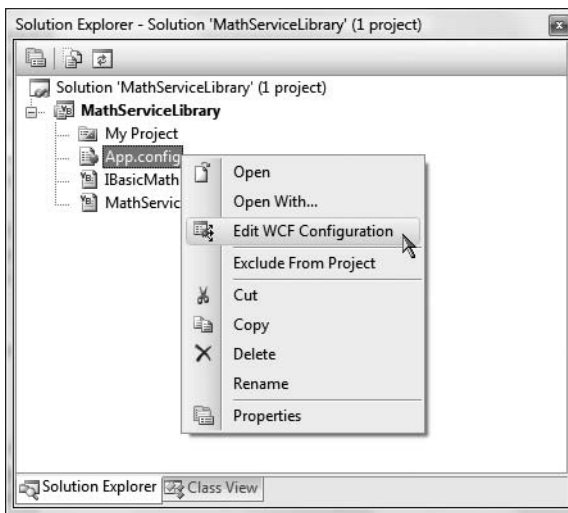 Solution Explorer - Solution 'MathServiceLibrary' (1 project)
Solution 'MathServiceLibrary' (1 project)
MathServiceLibrary
My Project
App.config
IBasicMath
MathServic
Open
Open With...
Edit WCF Configuration
Exclude From Project
Cut
Copy
Delete
Rename
Properties
Solution Explorer
Class View